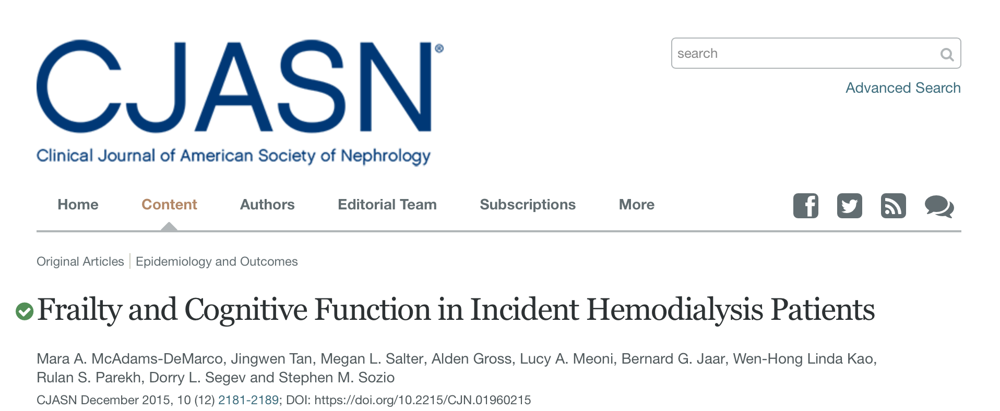 CJASN®
Clinical Journal of American Society of Nephrology
search
Advanced Search
Home Content Authors Editorial Team Subscriptions More
Original Articles Epidemiology and Outcomes
Frailty and Cognitive Function in Incident Hemodialysis Patients
Mara A. McAdams-DeMarco, Jingwen Tan, Megan L. Salter, Alden Gross, Lucy A. Meoni, Bernard G. Jaar, Wen-Hong Linda Kao,
Rulan S. Parekh, Dorry L. Segev and Stephen M. Sozio
CJASN December 2015, 10 (12) 2181-2189; DOI: https://doi.org/10.2215/CJN.01960215